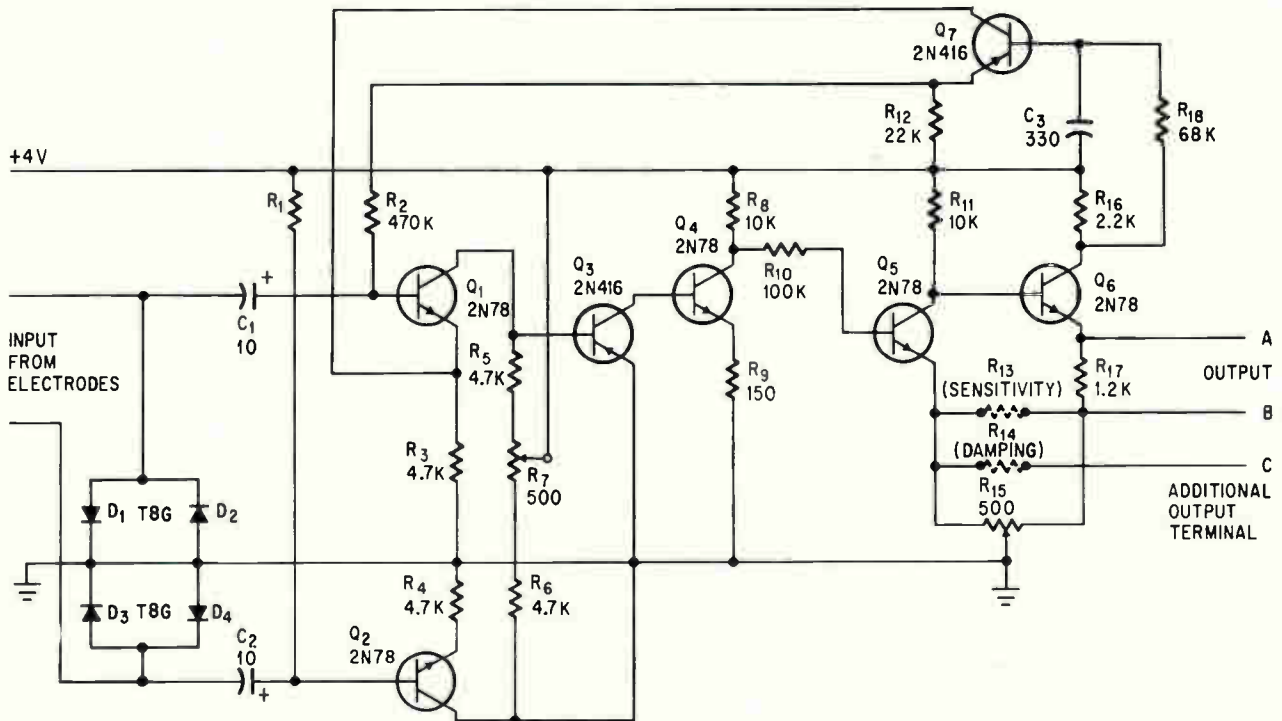 Q7
2N416
R12
22 K
C3
330
R18
68K
+4V
R1
R2
470K
R8
10K
R11
10K
R16
2.2K
Q4
2N78
Q3
2N416
Q5
2N78
Q6
2N78
R10
100K
Q1
2N78
C1
10
+
INPUT
FROM
ELECTRODES
R5
4.7K
R9
150
R13
(SENSITIVITY)
R17
1.2K
A
OUTPUT
B
R3
4.7K
R7
500
R14
(DAMPING)
C
R15
500
ADDITIONAL
OUTPUT
TERMINAL
D1 T8G D2
D3 T8G D4
R4
4.7K
R6
4.7K
Q2
2N78
C2
10
+